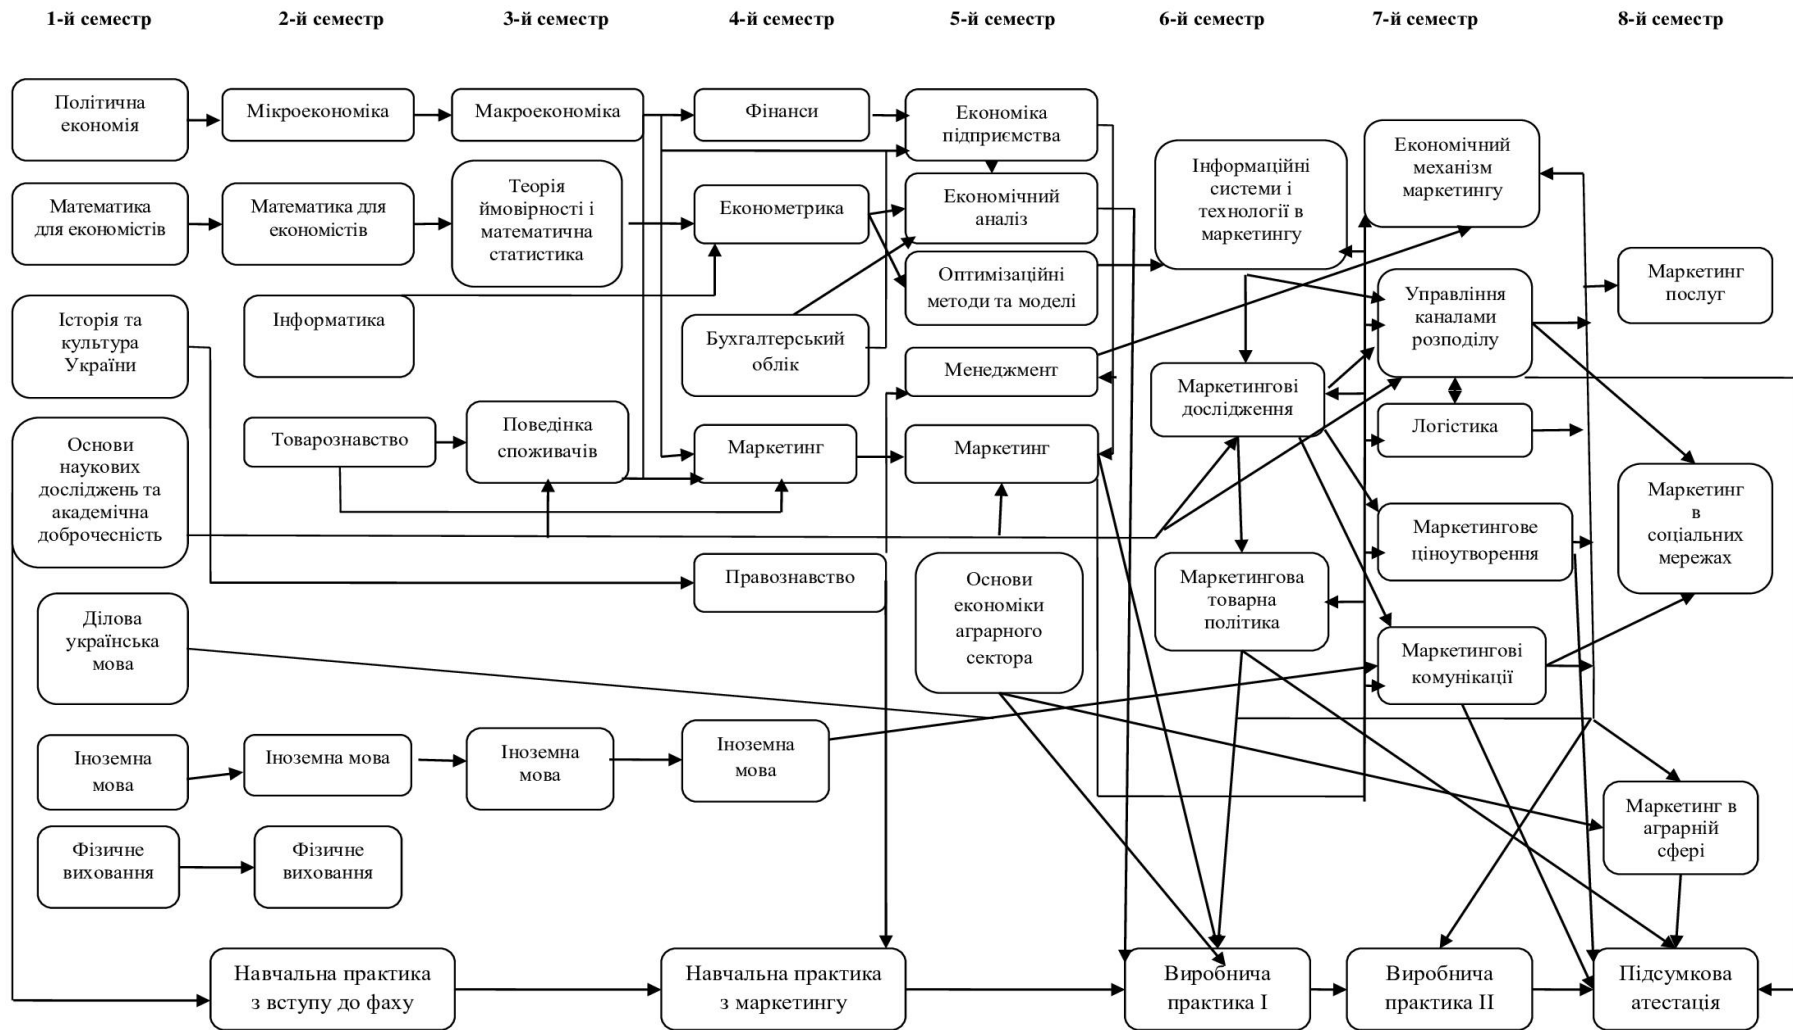 1-й семестр
2-й семестр
3-й семестр
4-й семестр
5-й семестр
6-й семестр
7-й семестр
8-й семестр
Політична
економія
Математика
для економістів
Історія та
культура
України
Основи
наукових
досліджень та
академічна
доброчесність
Ділова
українська
мова
Іноземна
мова
Фізичне
виховання
Мікроекономіка
Математика для
економістів
Інформатика
Товарознавство
Іноземна мова
Фізичне
виховання
Навчальна практика
з вступу до фаху
Макроекономіка
Теорія
ймовірності і
математична
статистика
Поведінка
споживачів
Іноземна
мова
Фінанси
Економетрика
Бухгалтерський
облік
Маркетинг
Правознавство
Іноземна
мова
Навчальна практика
з маркетингу
Економіка
підприємства
Економічний
аналіз
Оптимізаційні
методи та моделі
Менеджмент
Маркетинг
Основи
економіки
аграрного
сектора
Інформаційні
системи і
технології в
маркетингу
Маркетингові
дослідження
Маркетингова
товарна
політика
Виробнича
практика І
Економічний
механізм
маркетингу
Управління
каналами
розподілу
Логістика
Маркетингове
ціноутворення
Маркетингові
комунікації
Виробнича
практика ІІ
Маркетинг
послуг
Маркетинг
в
соціальних
мережах
Маркетинг в
аграрній
сфері
Підсумкова
атестація